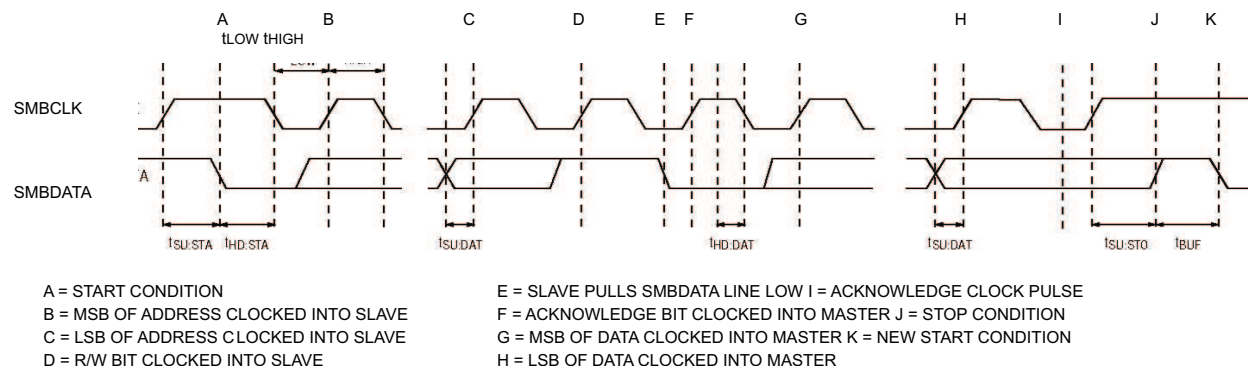 A B C D E F G H I J K
tLOW tHIGH
SMBCLK
A
SMBDATA
tSU:STA tHD:STA tSU:DAT tHD:DAT tSU:DAT tSU:STO tBUF
A = START CONDITION
B = MSB OF ADDRESS CLOCKED INTO SLAVE
C = LSB OF ADDRESS CLOCKED INTO SLAVE
D = R/W BIT CLOCKED INTO SLAVE
E = SLAVE PULLS SMBDATA LINE LOW I = ACKNOWLEDGE CLOCK PULSE
F = ACKNOWLEDGE BIT CLOCKED INTO MASTER J = STOP CONDITION
G = MSB OF DATA CLOCKED INTO MASTER K = NEW START CONDITION
H = LSB OF DATA CLOCKED INTO MASTER